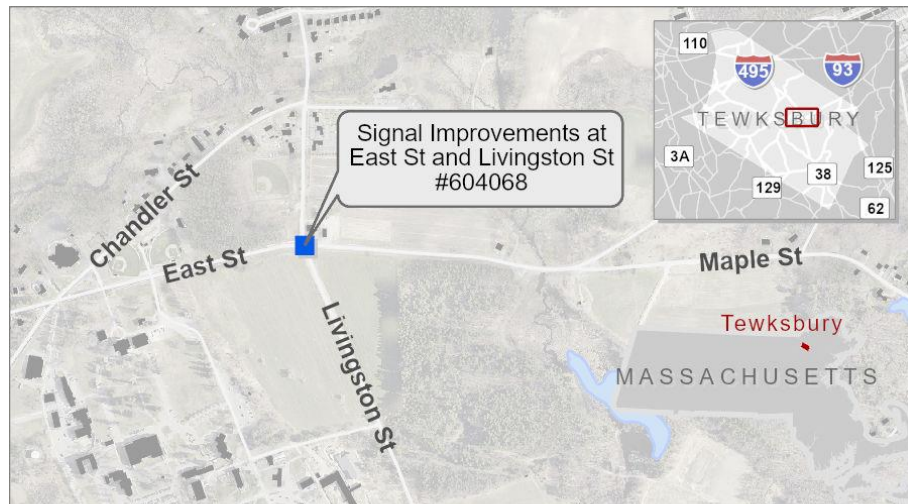 110
495
93
TEWKSBURY
3A
129
38
125
62
Signal Improvements at
East St and Livingston St
#604068
Chandler St
East St
Livingston St
Maple St
Tewksbury
MASSACHUSETTS